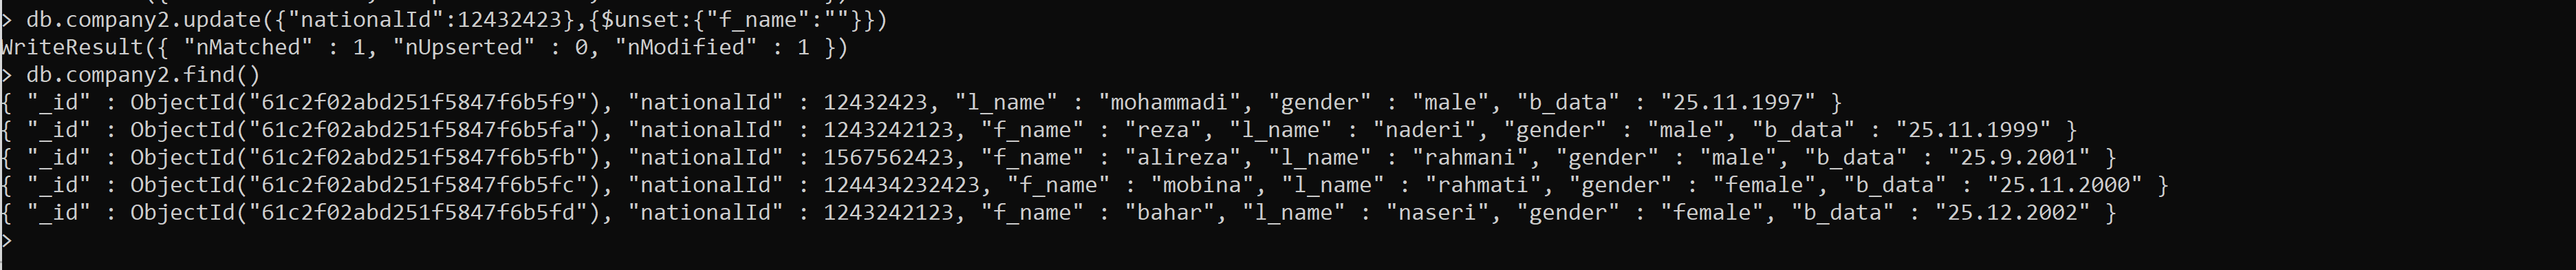 > db.company2.update({"nationalId":12432423},{$unset:{"f_name":""}})
WriteResult({ "nMatched" : 1, "nUpserted" : 0, "nModified" : 1 })
> db.company2.find()
{ "_id" : ObjectId("61c2f02abd251f5847f6b5f9"), "nationalId" : 12432423, "l_name" : "mohammadi", "gender" : "male", "b_data" : "25.11.1997" }
{ "_id" : ObjectId("61c2f02abd251f5847f6b5fa"), "nationalId" : 1243242123, "f_name" : "reza", "l_name" : "naderi", "gender" : "male", "b_data" : "25.11.1999" }
{ "_id" : ObjectId("61c2f02abd251f5847f6b5fb"), "nationalId" : 1567562423, "f_name" : "alireza", "l_name" : "rahmani", "gender" : "male", "b_data" : "25.9.2001" }
{ "_id" : ObjectId("61c2f02abd251f5847f6b5fc"), "nationalId" : 124434232423, "f_name" : "mobina", "l_name" : "rahmati", "gender" : "female", "b_data" : "25.11.2000" }
{ "_id" : ObjectId("61c2f02abd251f5847f6b5fd"), "nationalId" : 1243242123, "f_name" : "bahar", "l_name" : "naseri", "gender" : "female", "b_data" : "25.12.2002" }
>